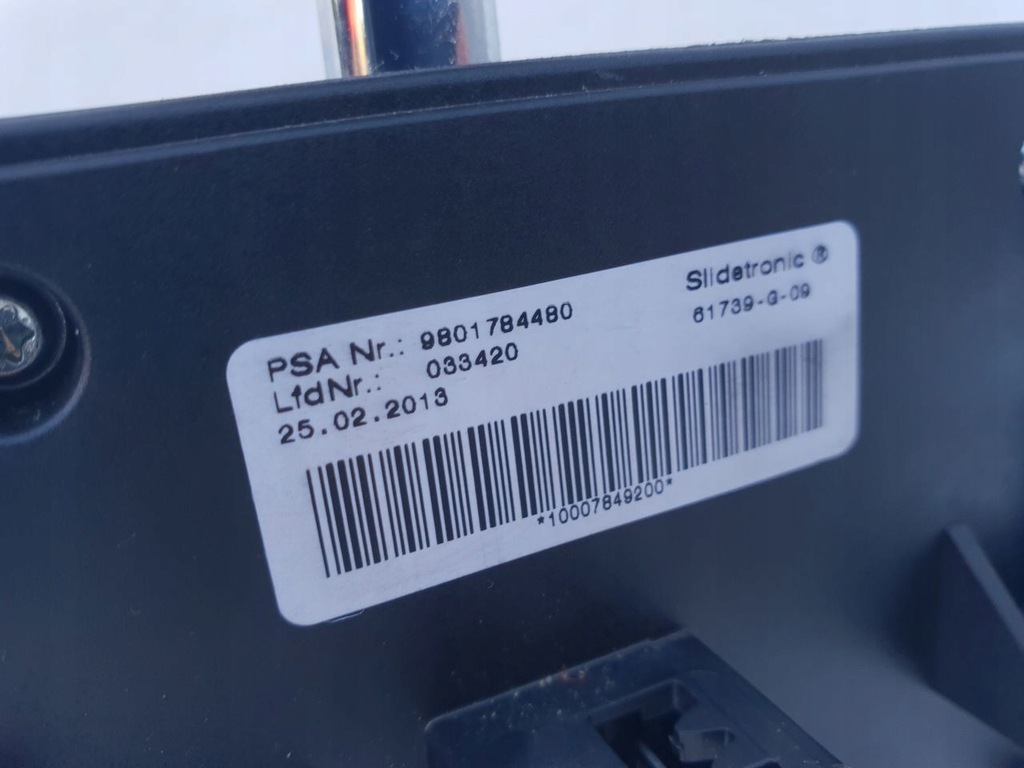 PSA Nr.: 9801784480
LfdNr.: 033420
25.02.2013
Slidetronic ®
61739-G-09
*10007849200*